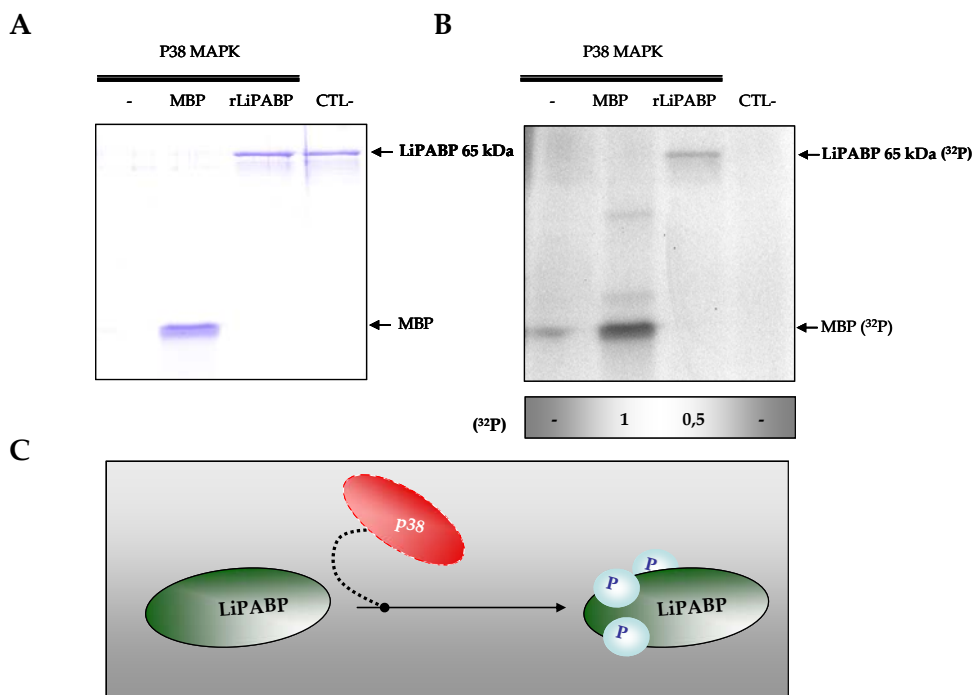 A
P38 MAPK
- MBP rLiPABP CTL-
LiPABP 65 kDa
MBP
B
P38 MAPK
- MBP rLiPABP CTL-
LiPABP 65 kDa (³²P)
MBP (³²P)
(³²P) - 1 0,5 -
C
p38
LiPABP
P
P
P
LiPABP